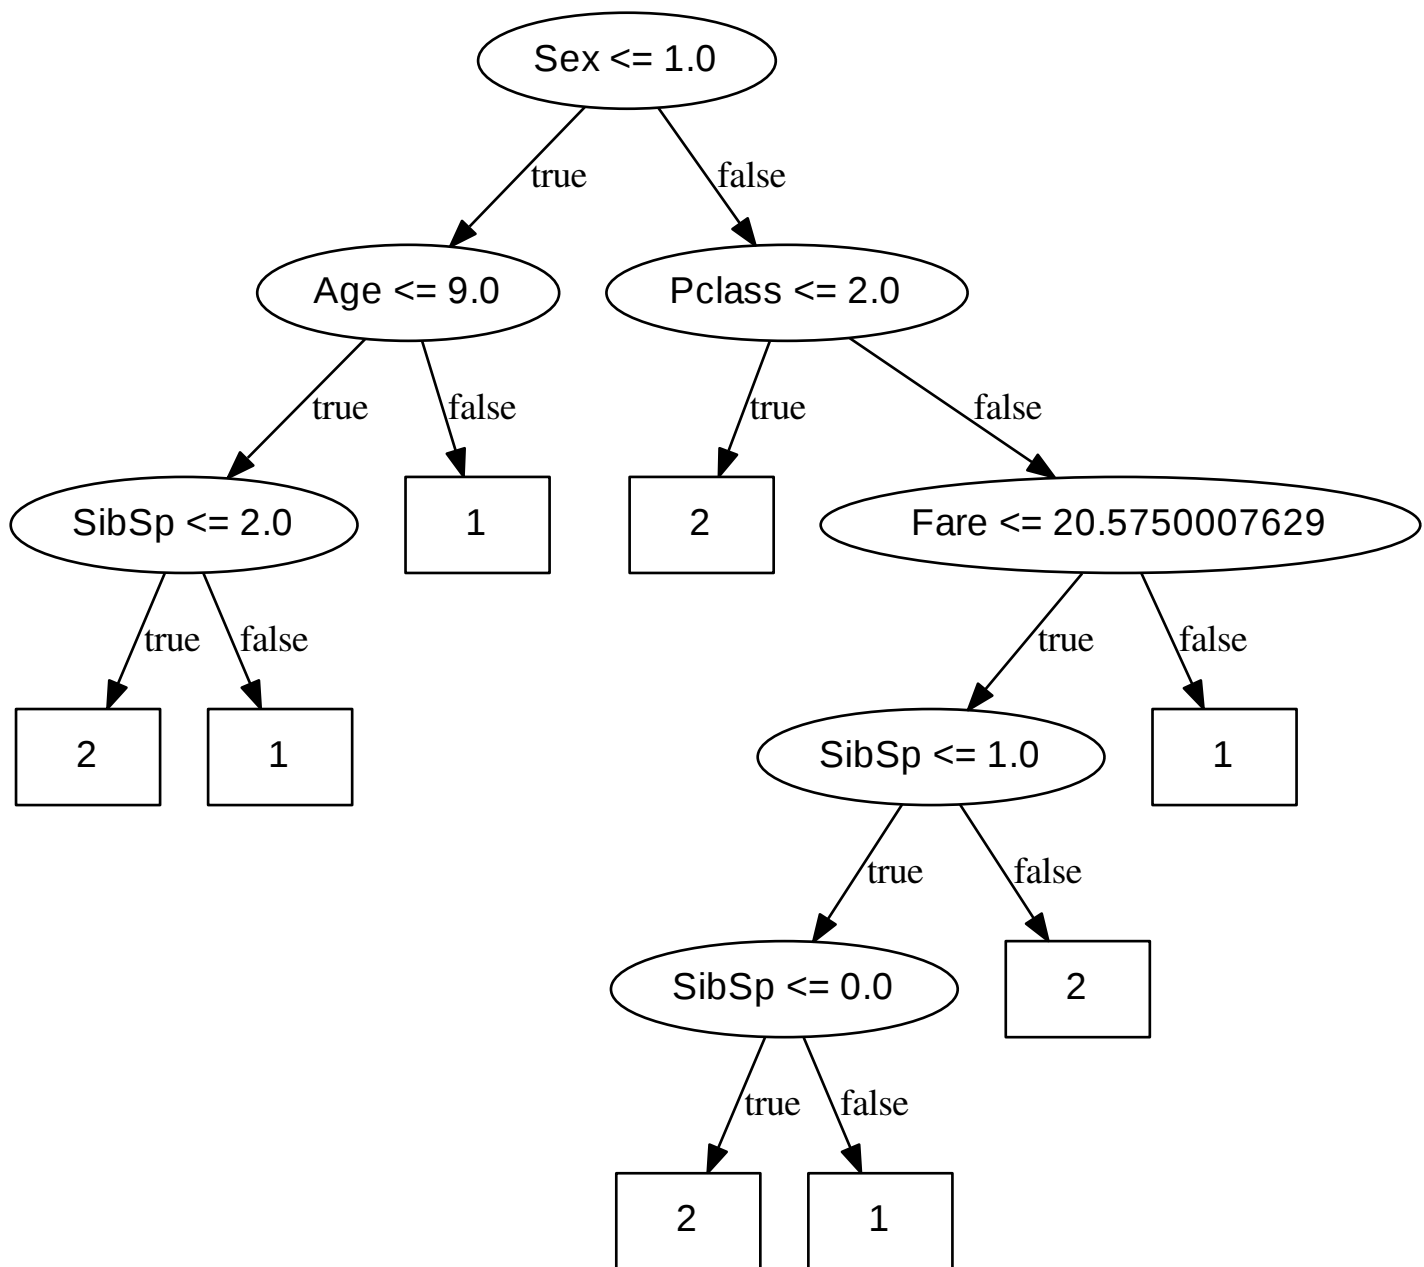 Sex <= 1.0
true
false
Age <= 9.0
Pclass <= 2.0
true
false
true
false
SibSp <= 2.0
1
2
Fare <= 20.5750007629
true
false
true
false
2
1
SibSp <= 1.0
1
true
false
SibSp <= 0.0
2
true
false
2
1